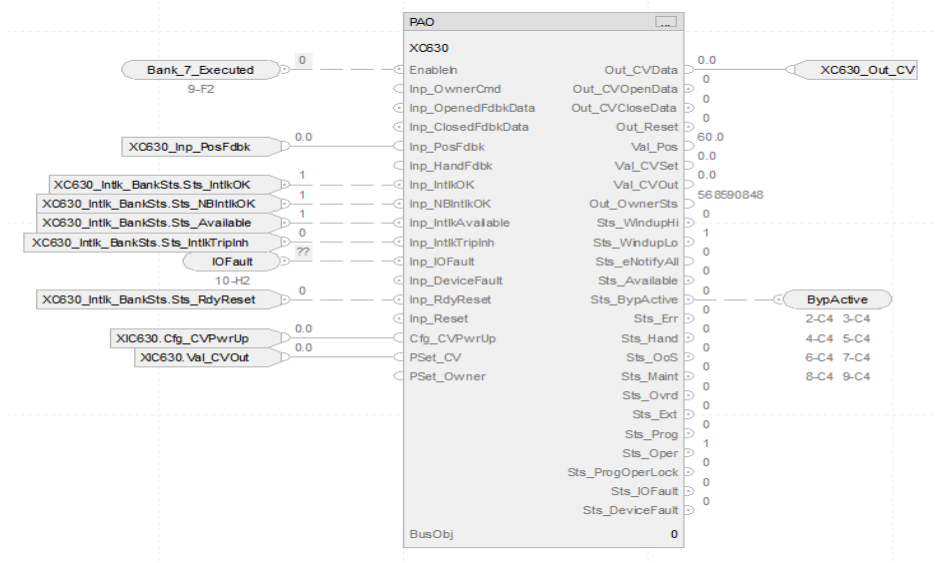 PAO ...
XC630
Bank_7_Executed 0 EnableIn Out_CVData 0.0 XC630_Out_CV
9-F2 Inp_OwnerCmd Out_CVOpenData 0
Inp_OpenedFdbkData Out_CVCloseData 0
Inp_ClosedFdbkData Out_Reset 0
XC630_Inp_PosFdbk 0.0 Inp_PosFdbk Val_Pos 60.0
Inp_HandFdbk Val_CVSet 0.0
XC630_Intlk_BankSts.Sts_IntlkOK 1 Inp_IntlkOK Val_CVOut 0.0
XC630_Intlk_BankSts.Sts_NBIntlkOK 1 Inp_NBIntlkOK Out_OwnerSts 568590848
XC630_Intlk_BankSts.Sts_Available 1 Inp_IntlkAvailable Sts_WindupHi 0
XC630_Intlk_BankSts.Sts_IntlkTripInh 0 Inp_IntlkTripInh Sts_WindupLo 1
IOFault ?? Inp_IOFault Sts_eNotifyAll 0
10-H2 Inp_DeviceFault Sts_Available 0
XC630_Intlk_BankSts.Sts_RdyReset 0 Inp_RdyReset Sts_BypActive 0 BypActive
Inp_Reset Sts_Err 0 2-C4 3-C4
XIC630.Cfg_CVPwrUp 0.0 Cfg_CVPwrUp Sts_Hand 0 4-C4 5-C4
XIC630.Val_CVOut 0.0 PSet_CV Sts_OoS 0 6-C4 7-C4
PSet_Owner Sts_Maint 0 8-C4 9-C4
Sts_Ovrd 0
Sts_Ext 0
Sts_Prog 0
Sts_Oper 1
Sts_ProgOperLock 0
Sts_IOFault 0
Sts_DeviceFault 0
BusObj 0